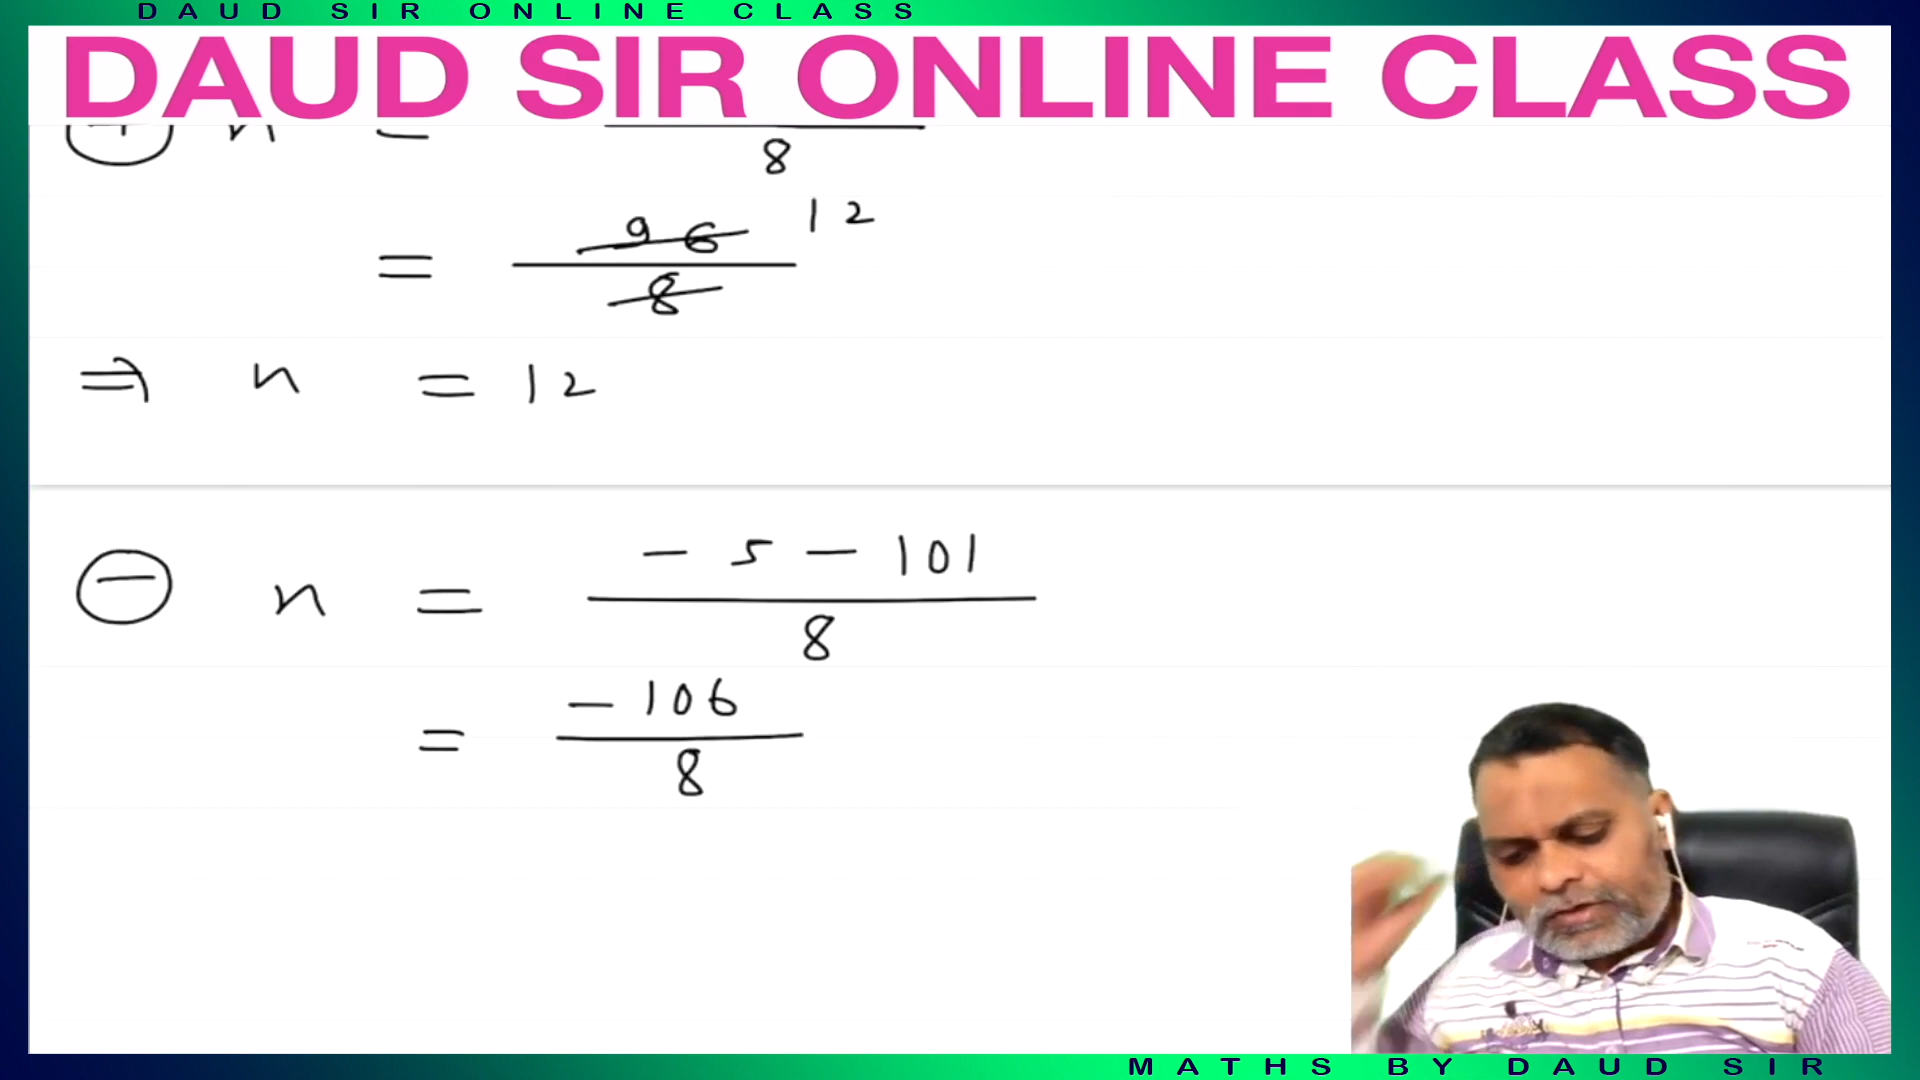 DAUD SIR ONLINE CLASS
DAUD SIR ONLINE CLASS
+ n = 8
= 96/8 12
⇒ n = 12
− n = − 5 − 101 / 8
= − 106 / 8
MATHS BY DAUD SIR